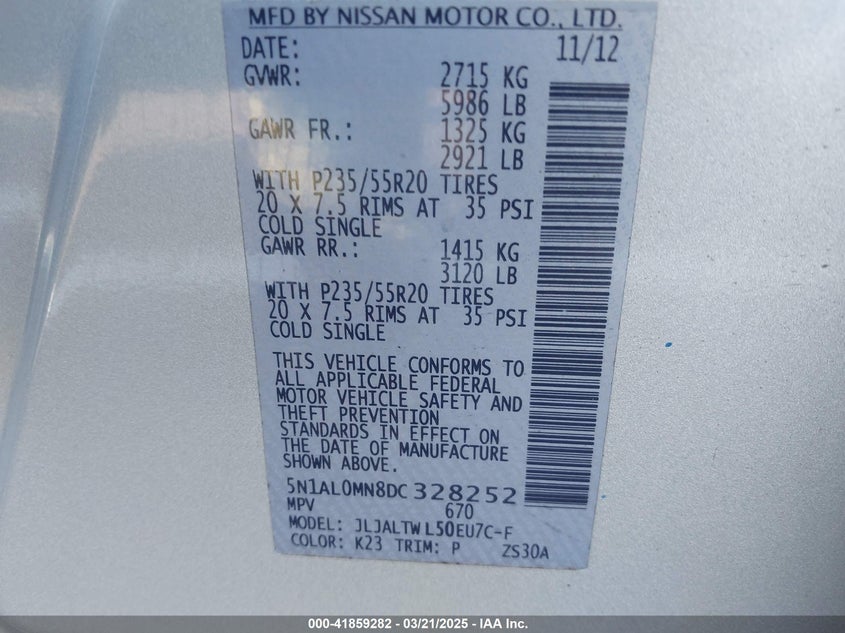 MFD BY NISSAN MOTOR CO., LTD.
DATE: 11/12
GVWR: 2715 KG
5986 LB
GAWR FR.: 1325 KG
2921 LB
WITH P235/55R20 TIRES
20 X 7.5 RIMS AT 35 PSI
COLD SINGLE
GAWR RR.: 1415 KG
3120 LB
WITH P235/55R20 TIRES
20 X 7.5 RIMS AT 35 PSI
COLD SINGLE
THIS VEHICLE CONFORMS TO
ALL APPLICABLE FEDERAL
MOTOR VEHICLE SAFETY AND
THEFT PREVENTION
STANDARDS IN EFFECT ON
THE DATE OF MANUFACTURE
SHOWN ABOVE.
5N1AL0MN8DC 328252
MPV 670
MODEL: JLJALTW L50EU7C-F
COLOR: K23 TRIM: P ZS30A
000-41859282 - 03/21/2025 - IAA Inc.